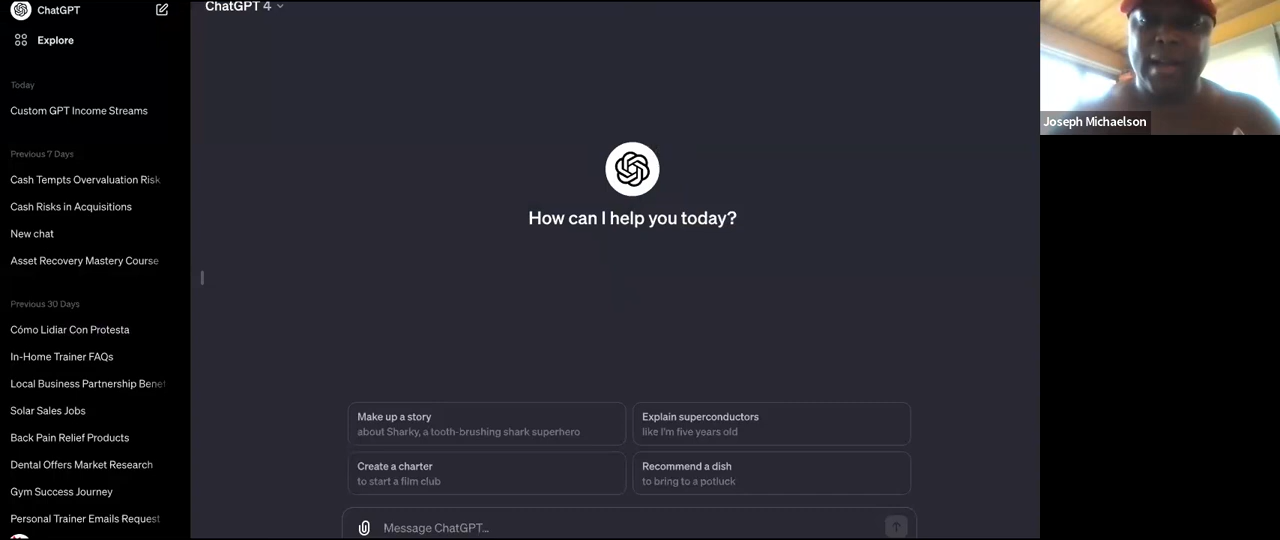 ChatGPT
Explore
Today
Custom GPT Income Streams
Previous 7 Days
Cash Tempts Overvaluation Risk
Cash Risks in Acquisitions
New chat
Asset Recovery Mastery Course
Previous 30 Days
Cómo Lidiar Con Protesta
In-Home Trainer FAQs
Local Business Partnership Bene
Solar Sales Jobs
Back Pain Relief Products
Dental Offers Market Research
Gym Success Journey
Personal Trainer Emails Request
ChatGPT 4
How can I help you today?
Make up a story
about Sharky, a tooth-brushing shark superhero
Explain superconductors
like I'm five years old
Create a charter
to start a film club
Recommend a dish
to bring to a potluck
Message ChatGPT...
Joseph Michaelson